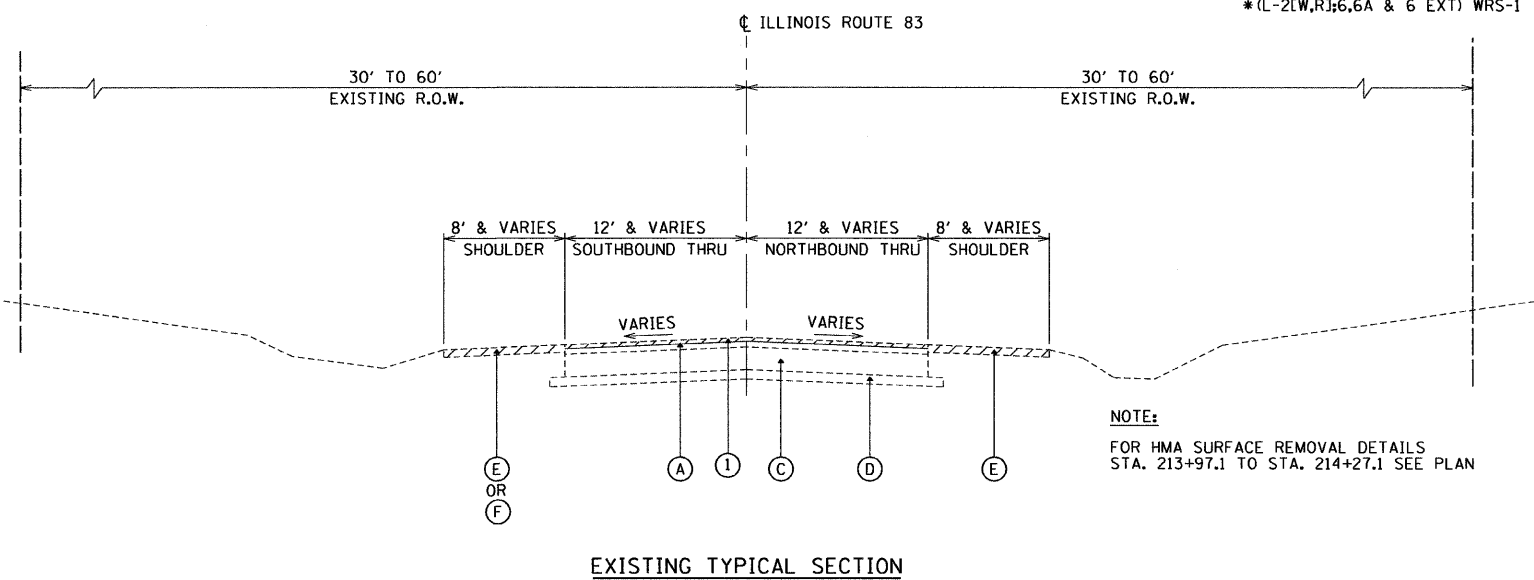 *(L-2[W,R];6,6A & 6 EXT) WRS-1
℄ ILLINOIS ROUTE 83
30' TO 60'
EXISTING R.O.W.
30' TO 60'
EXISTING R.O.W.
8' & VARIES
SHOULDER
12' & VARIES
SOUTHBOUND THRU
12' & VARIES
NORTHBOUND THRU
8' & VARIES
SHOULDER
VARIES
VARIES
NOTE:
FOR HMA SURFACE REMOVAL DETAILS
STA. 213+97.1 TO STA. 214+27.1 SEE PLAN
E
OR
F
A
1
C
D
E
EXISTING TYPICAL SECTION